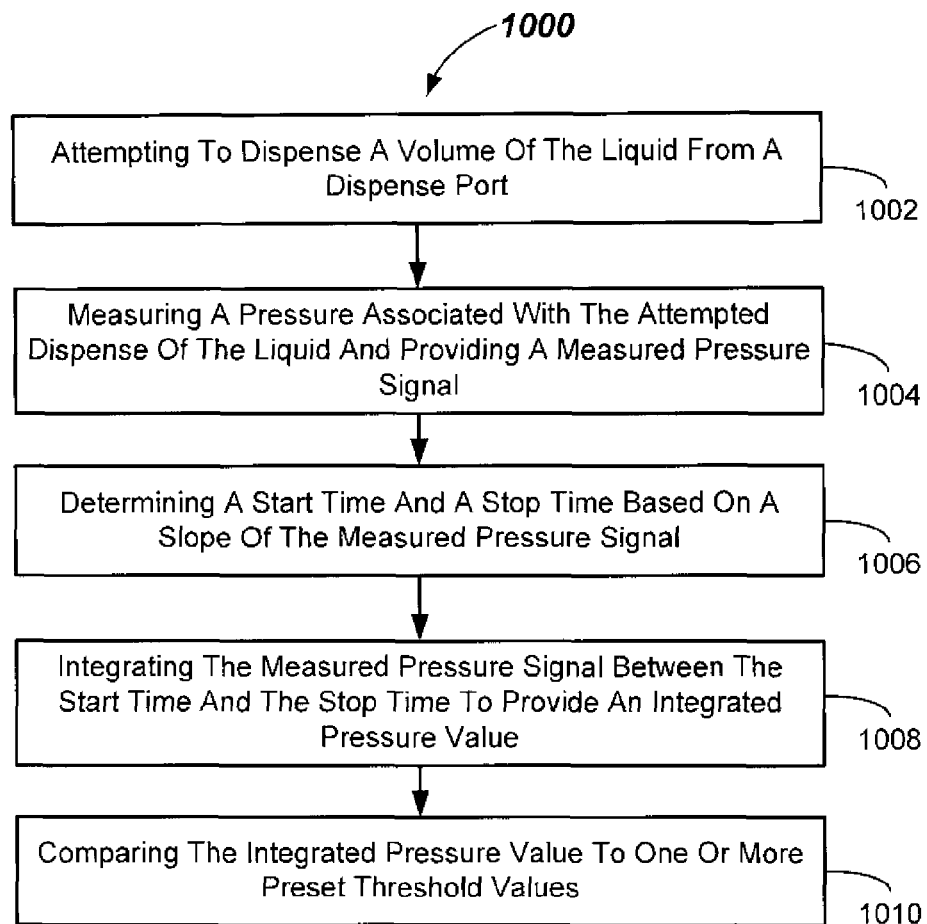 1000
Attempting To Dispense A Volume Of The Liquid From A
Dispense Port
1002
Measuring A Pressure Associated With The Attempted
Dispense Of The Liquid And Providing A Measured Pressure
Signal
1004
Determining A Start Time And A Stop Time Based On A
Slope Of The Measured Pressure Signal
1006
Integrating The Measured Pressure Signal Between The
Start Time And The Stop Time To Provide An Integrated
Pressure Value
1008
Comparing The Integrated Pressure Value To One Or More
Preset Threshold Values
1010